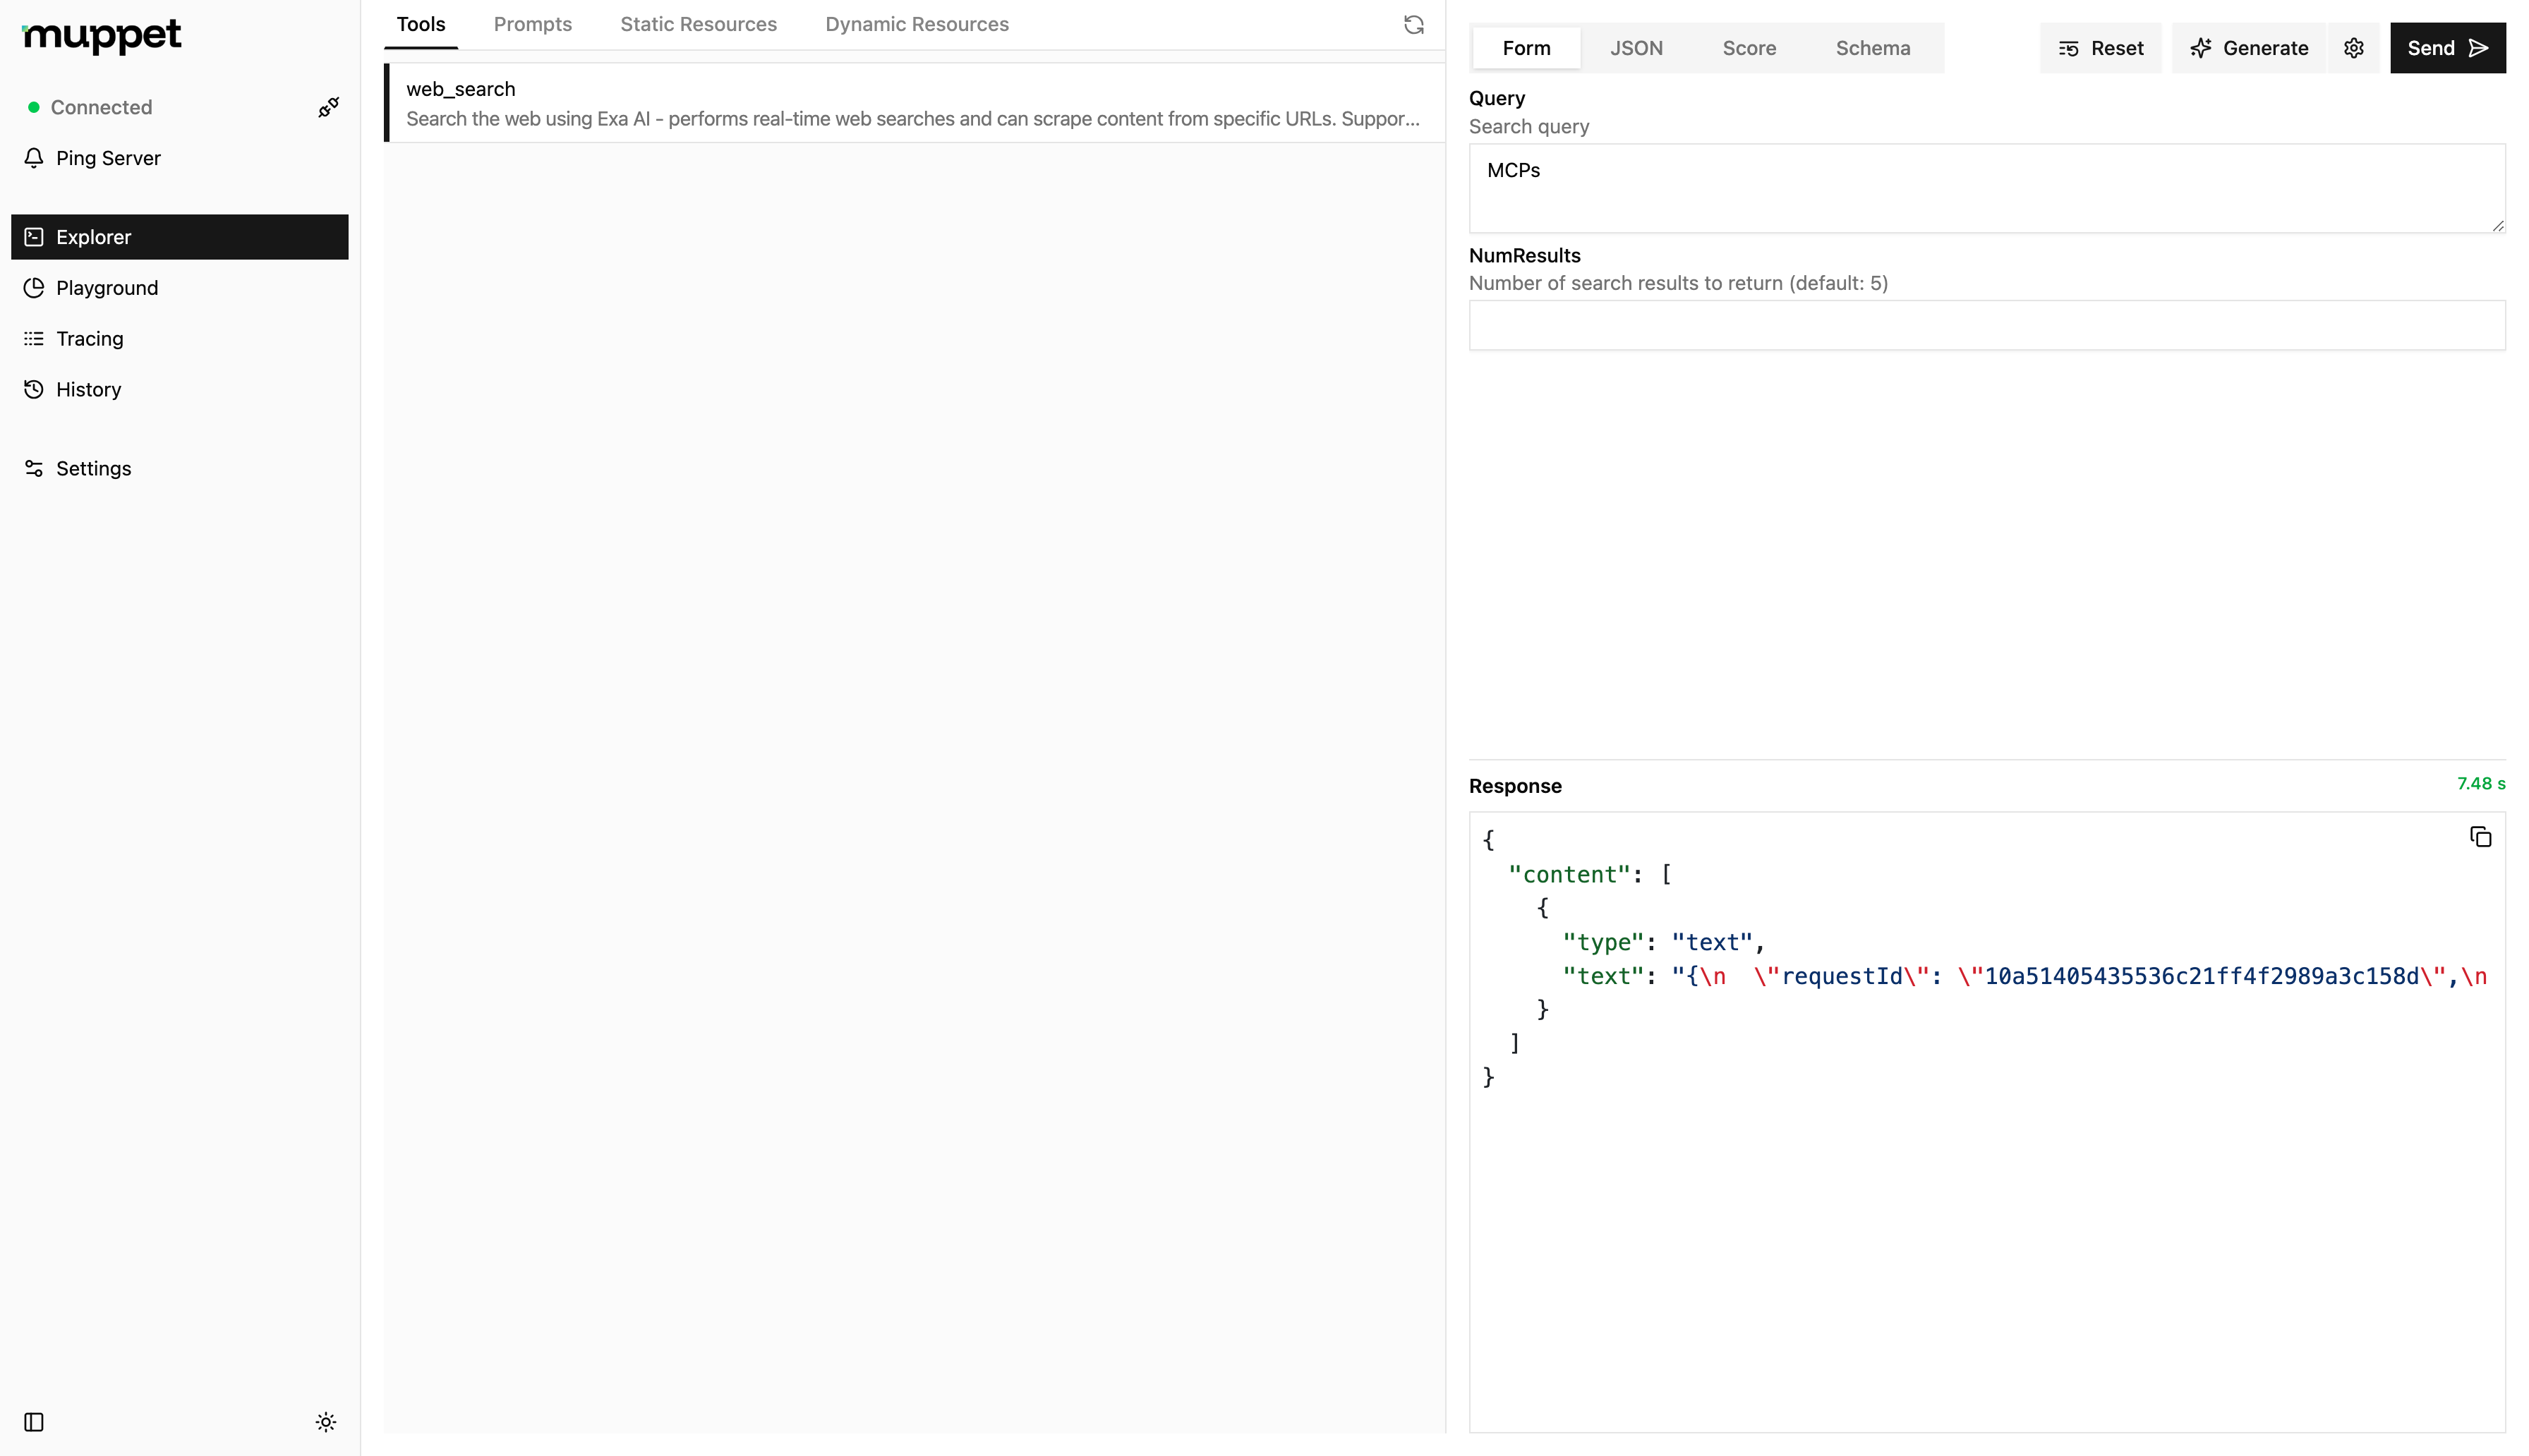 muppet
Connected
Ping Server
Explorer
Playground
Tracing
History
Settings
Tools
Prompts
Static Resources
Dynamic Resources
web_search
Search the web using Exa AI - performs real-time web searches and can scrape content from specific URLs. Suppor...
Form
JSON
Score
Schema
Reset
Generate
Send
Query
Search query
MCPs
NumResults
Number of search results to return (default: 5)
Response
7.48 s
{
  "content": [
    {
      "type": "text",
      "text": "{\n  \"requestId\": \"10a51405435536c21ff4f2989a3c158d\",\n
    }
  ]
}